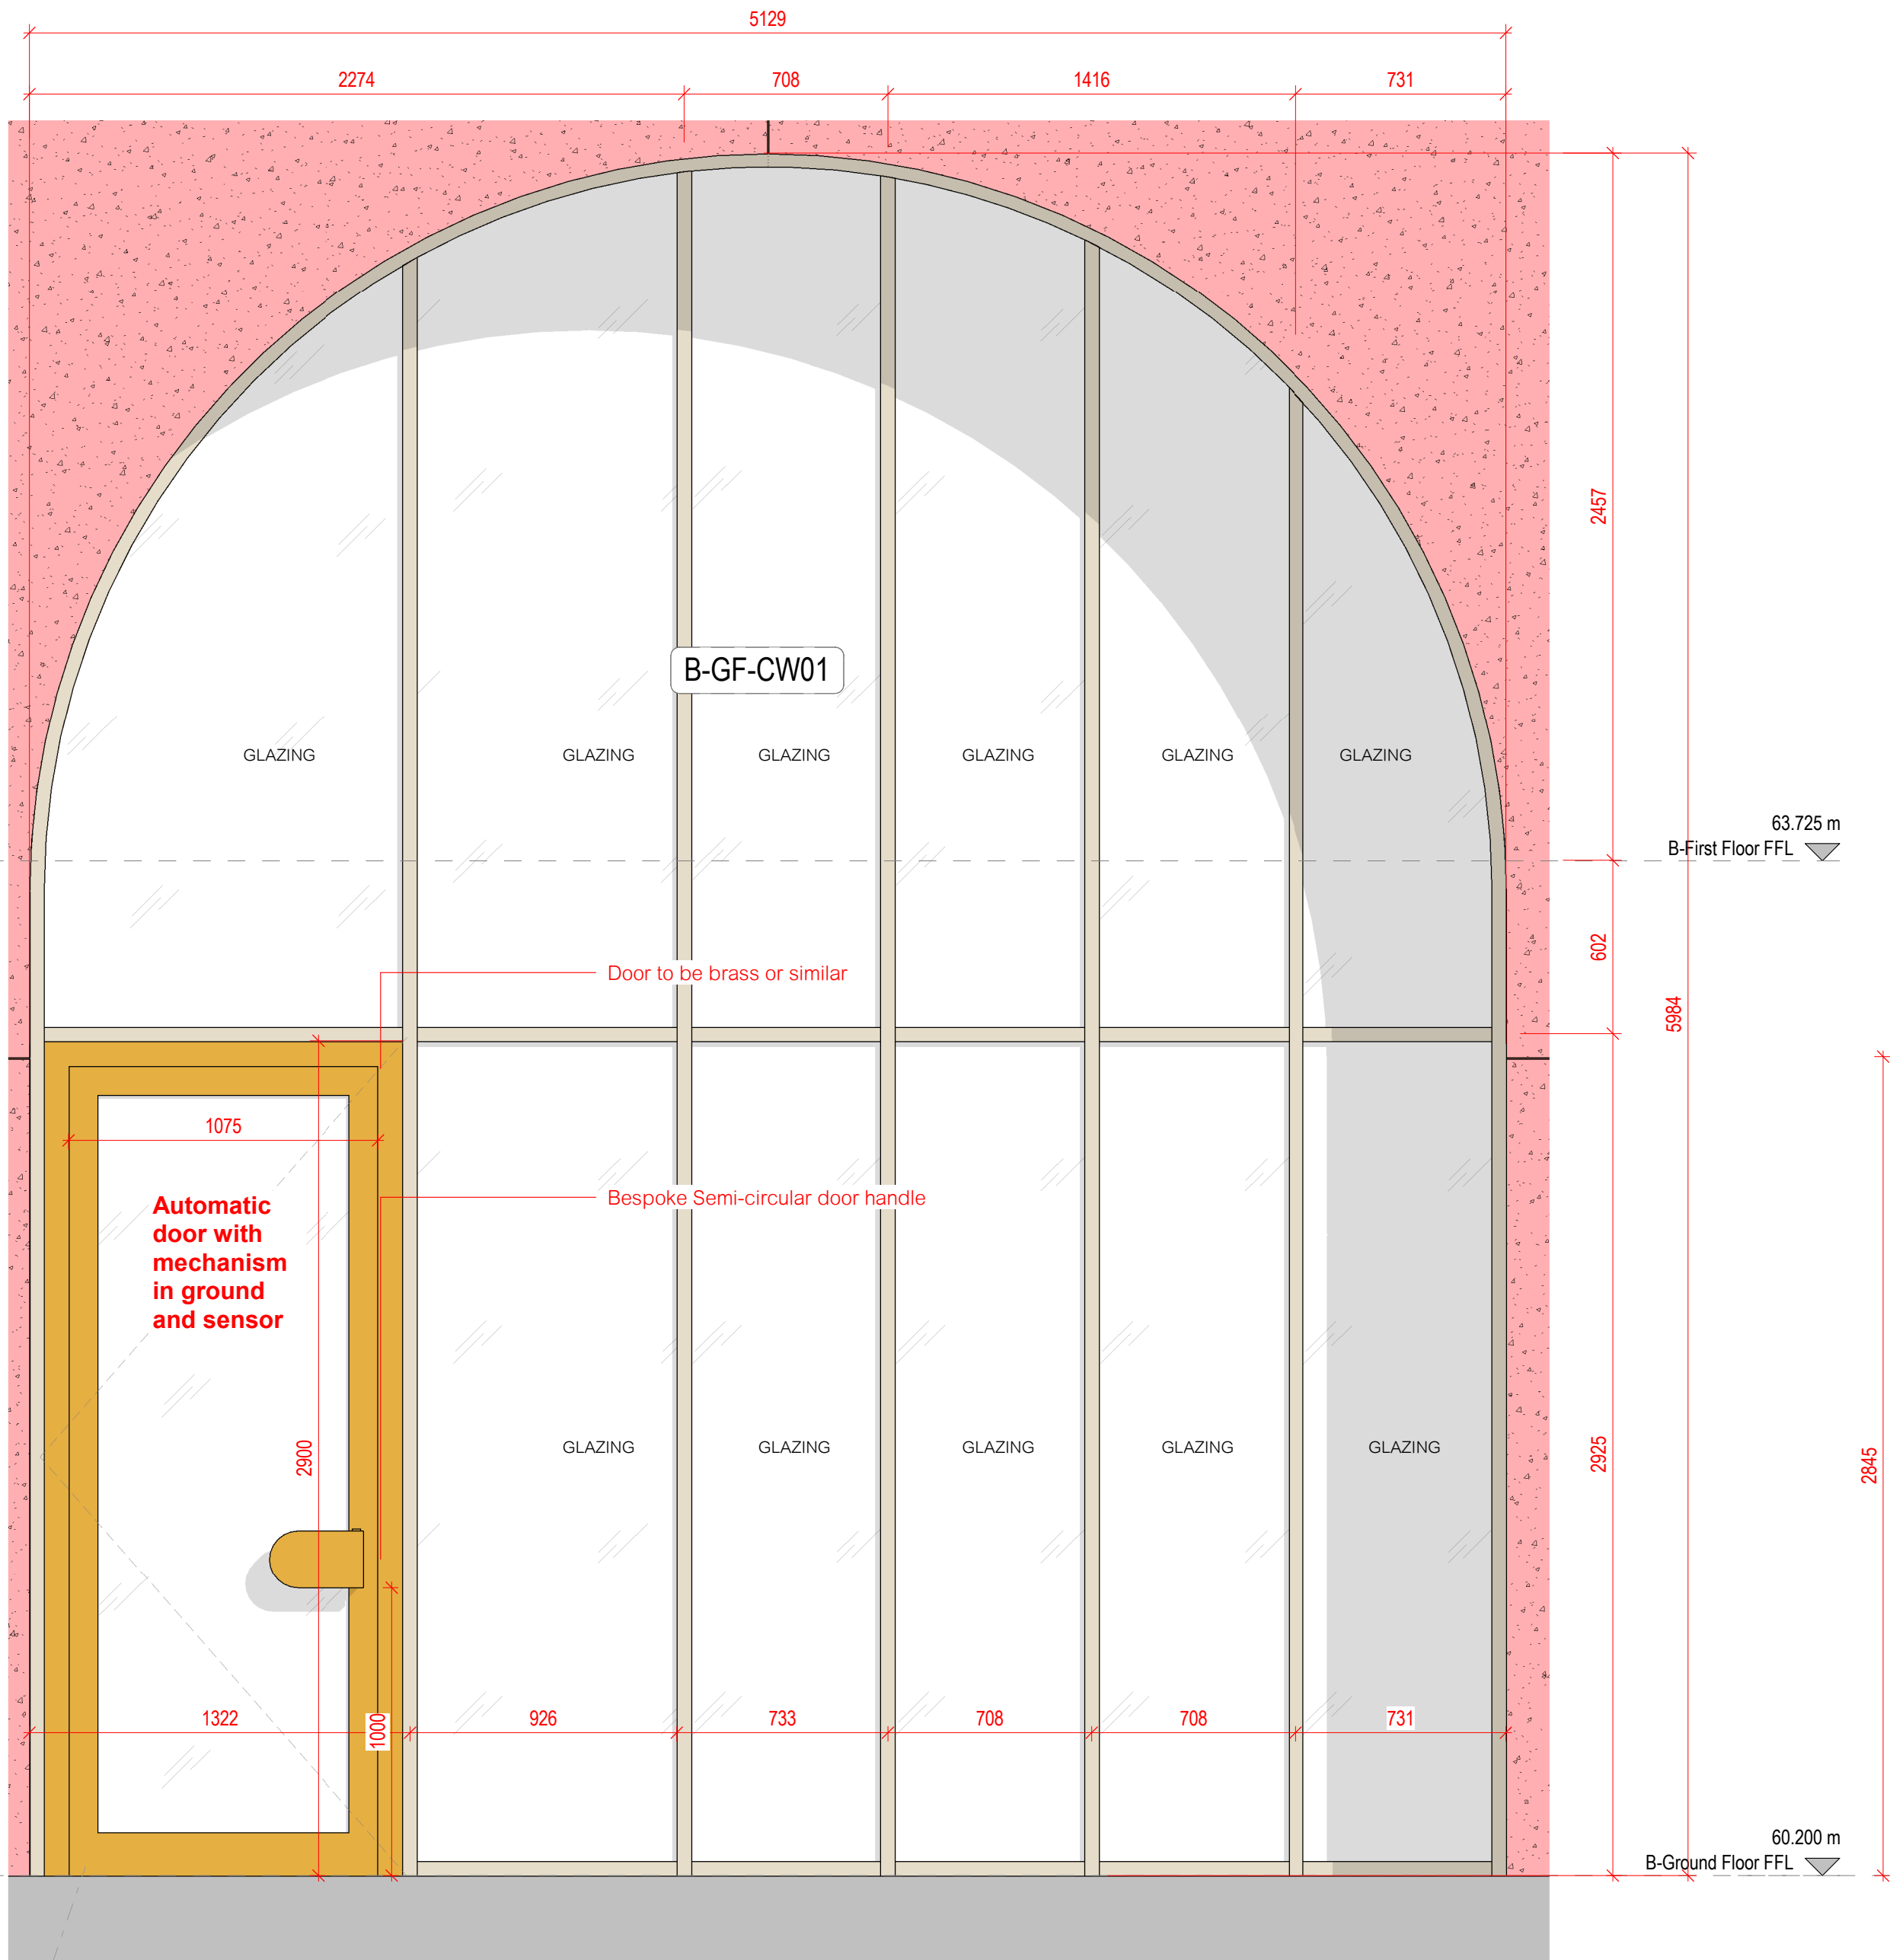 5129
2274
708
1416
731
2457
B-GF-CW01
GLAZING
GLAZING
GLAZING
GLAZING
GLAZING
GLAZING
63.725 m
B-First Floor FFL
602
Door to be brass or similar
5984
1075
Automatic
door with
mechanism
in ground
and sensor
Bespoke Semi-circular door handle
2900
GLAZING
GLAZING
GLAZING
GLAZING
GLAZING
2925
2845
1322
1000
926
733
708
708
731
60.200 m
B-Ground Floor FFL